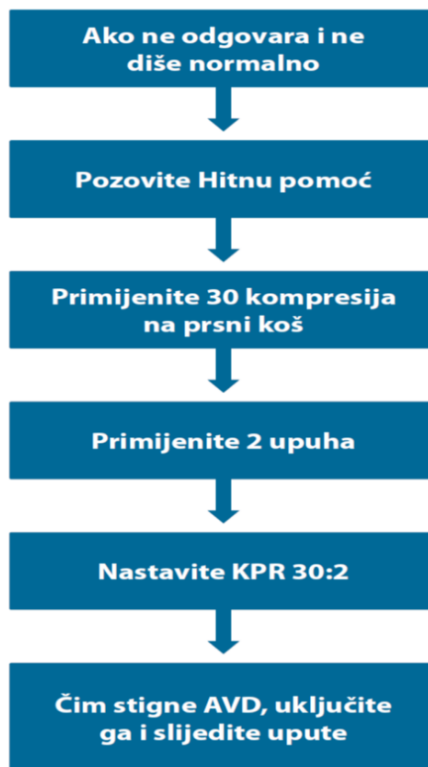 Ako ne odgovara i ne
diše normalno
Pozovite Hitnu pomoć
Primijenite 30 kompresija
na prsni koš
Primijenite 2 upuha
Nastavite KPR 30:2
Čim stigne AVD, uključite
ga i slijedite upute